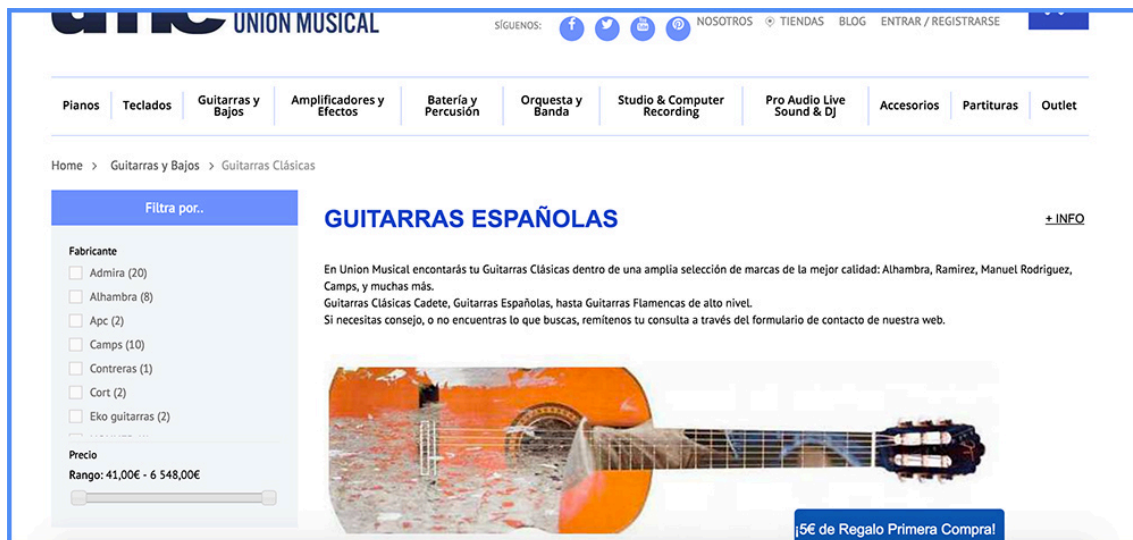 UNION MUSICAL
SÍGUENOS:
NOSOTROS TIENDAS BLOG ENTRAR / REGISTRARSE
Pianos
Teclados
Guitarras y
Bajos
Amplificadores y
Efectos
Batería y
Percusión
Orquesta y
Banda
Studio & Computer
Recording
Pro Audio Live
Sound & DJ
Accesorios
Partituras
Outlet
Home > Guitarras y Bajos > Guitarras Clásicas
Filtra por..
Fabricante
Admira (20)
Alhambra (8)
Apc (2)
Camps (10)
Contreras (1)
Cort (2)
Eko guitarras (2)
Precio
Rango: 41,00€ - 6 548,00€
GUITARRAS ESPAÑOLAS
+ INFO
En Union Musical encontarás tu Guitarras Clásicas dentro de una amplia selección de marcas de la mejor calidad: Alhambra, Ramirez, Manuel Rodriguez,
Camps, y muchas más.
Guitarras Clásicas Cadete, Guitarras Españolas, hasta Guitarras Flamencas de alto nivel.
Si necesitas consejo, o no encuentras lo que buscas, remítenos tu consulta a través del formulario de contacto de nuestra web.
¡5€ de Regalo Primera Compra!